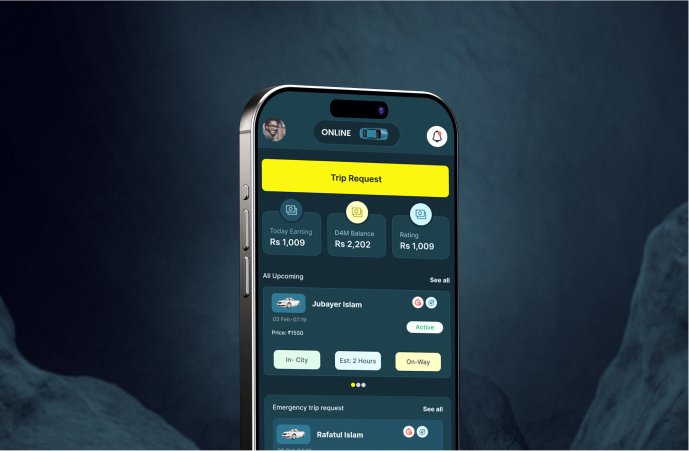 ONLINE
Trip Request
Today Earning
Rs 1,009
D4M Balance
Rs 2,202
Rating
Rs 1,009
All Upcoming
See all
Jubayer Islam
03 Feb-07:19
Price: ₹1550
Active
In- City
Est: 2 Hours
On-Way
Emergency trip request
See all
Rafatul Islam